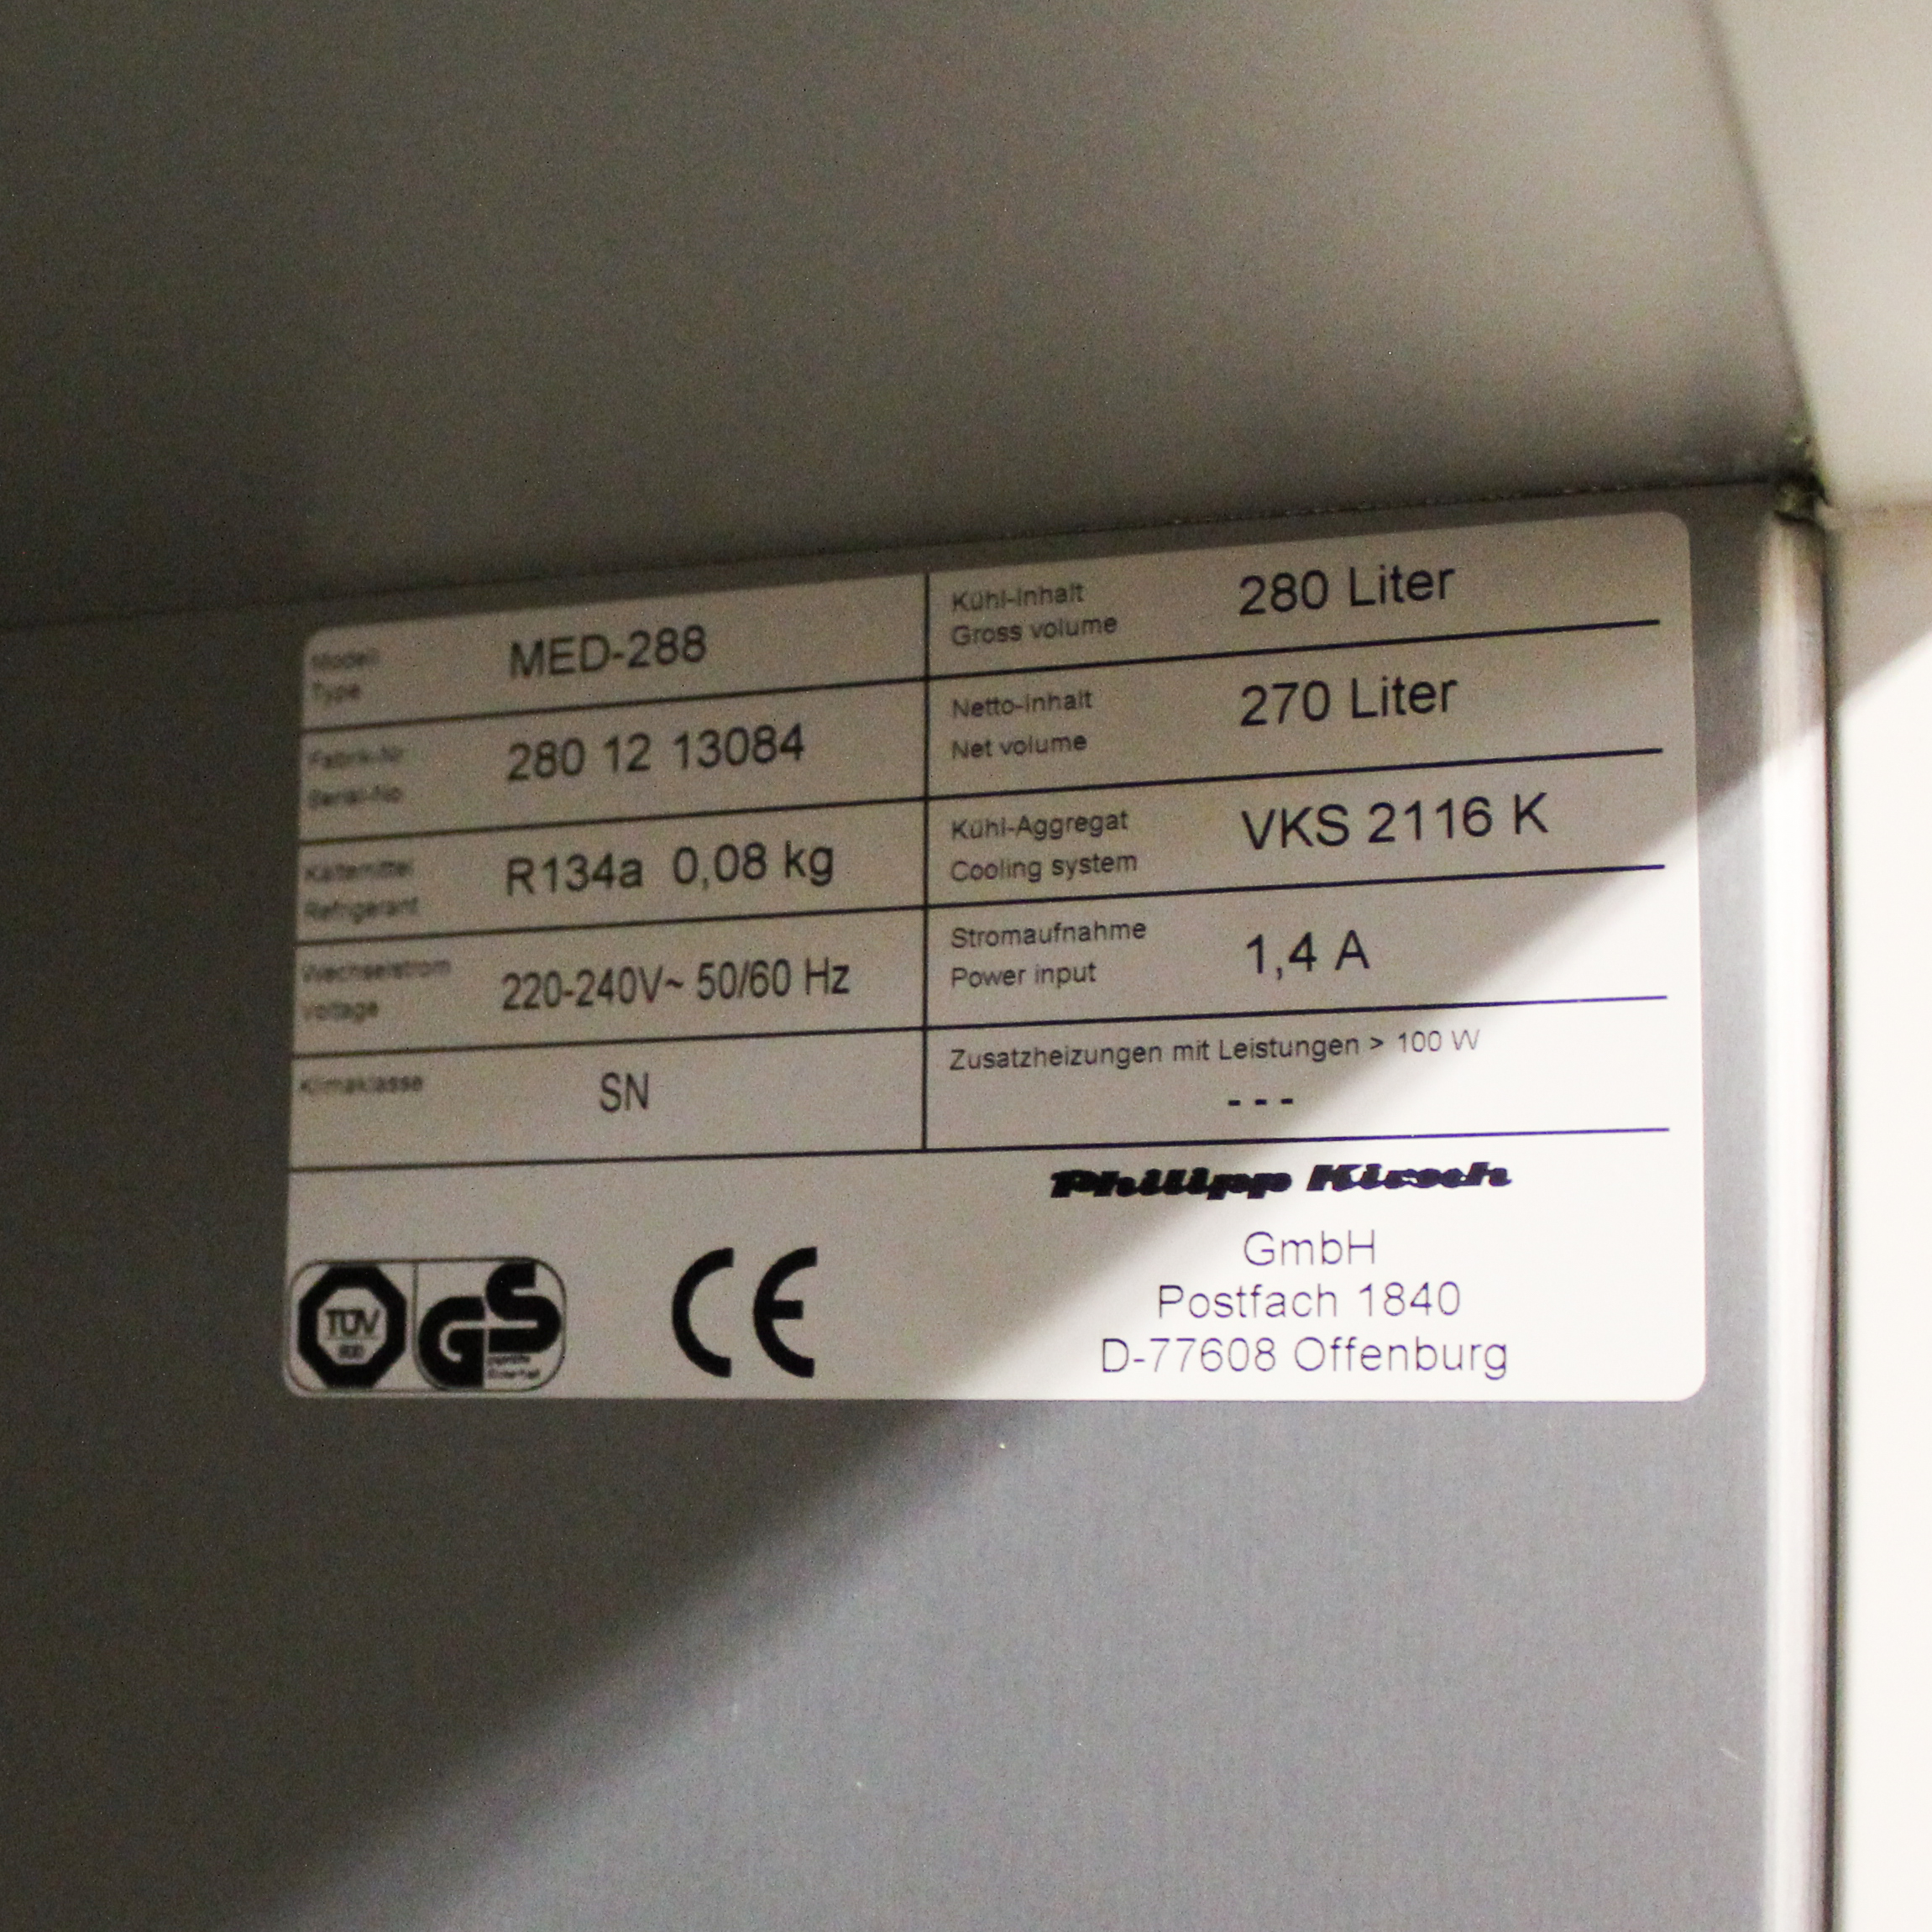 Modell
Type
MED-288
Fabrik-Nr
Serial-No
280 12 13084
Kältemittel
Refrigerant
R134a 0,08 kg
Wechselstrom
Voltage
220-240V~ 50/60 Hz
Klimaklasse
SN
Kühl-Inhalt
Gross volume
280 Liter
Netto-Inhalt
Net volume
270 Liter
Kühl-Aggregat
Cooling system
VKS 2116 K
Stromaufnahme
Power input
1,4 A
Zusatzheizungen mit Leistungen > 100 W
---
TÜV
GS
geprüfte
Sicherheit
CE
Philipp Kirsch
GmbH
Postfach 1840
D-77608 Offenburg